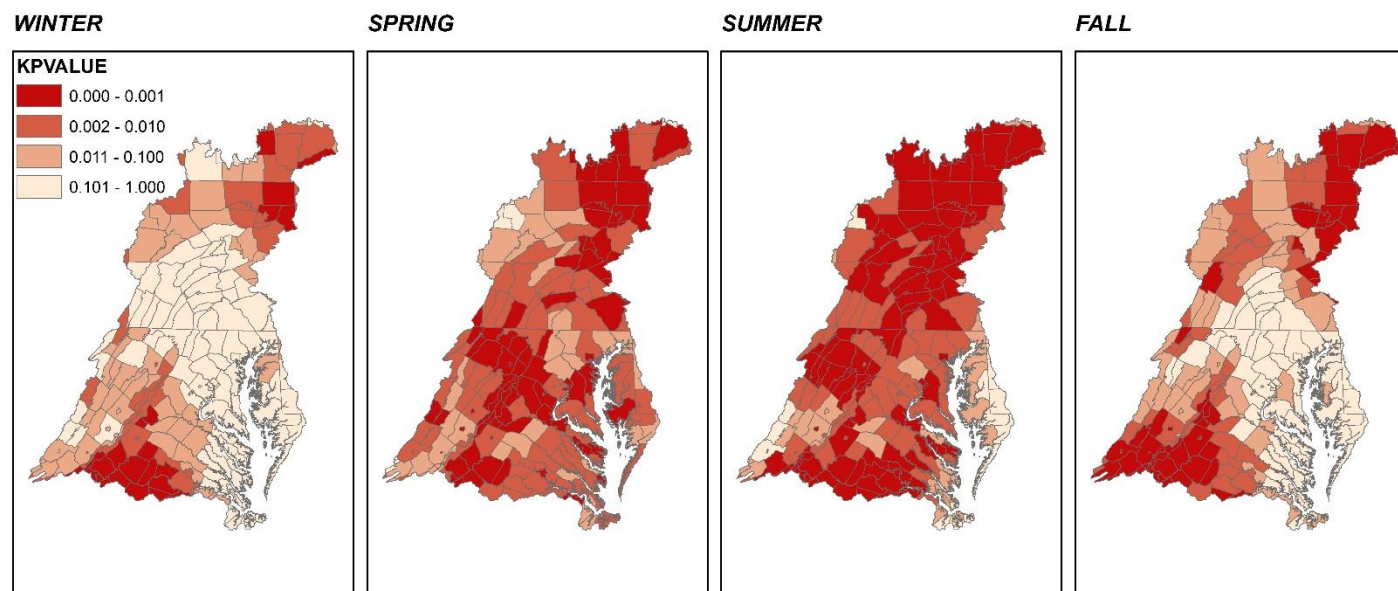 WINTER
SPRING
SUMMER
FALL
KPVALUE
0.000 - 0.001
0.002 - 0.010
0.011 - 0.100
0.101 - 1.000